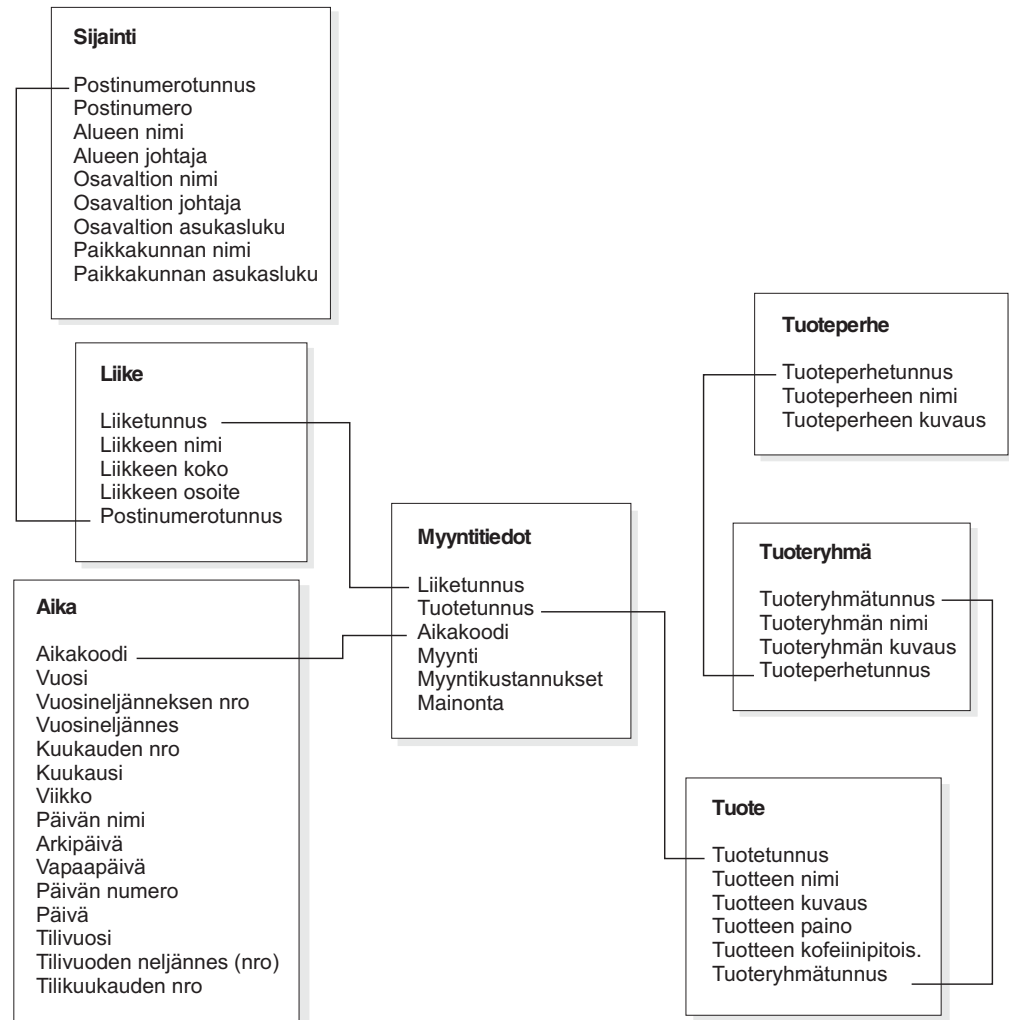 Sijainti
Postinumerotunnus
Postinumero
Alueen nimi
Alueen johtaja
Osavaltion nimi
Osavaltion johtaja
Osavaltion asukasluku
Paikkakunnan nimi
Paikkakunnan asukasluku
Liike
Liiketunnus
Liikkeen nimi
Liikkeen koko
Liikkeen osoite
Postinumerotunnus
Aika
Aikakoodi
Vuosi
Vuosineljänneksen nro
Vuosineljännes
Kuukauden nro
Kuukausi
Viikko
Päivän nimi
Arkipäivä
Vapaapäivä
Päivän numero
Päivä
Tilivuosi
Tilivuoden neljännes (nro)
Tilikuukauden nro
Myyntitiedot
Liiketunnus
Tuotetunnus
Aikakoodi
Myynti
Myyntikustannukset
Mainonta
Tuoteperhe
Tuoteperhetunnus
Tuoteperheen nimi
Tuoteperheen kuvaus
Tuoteryhmä
Tuoteryhmätunnus
Tuoteryhmän nimi
Tuoteryhmän kuvaus
Tuoteperhetunnus
Tuote
Tuotetunnus
Tuotteen nimi
Tuotteen kuvaus
Tuotteen paino
Tuotteen kofeiinipitois.
Tuoteryhmätunnus